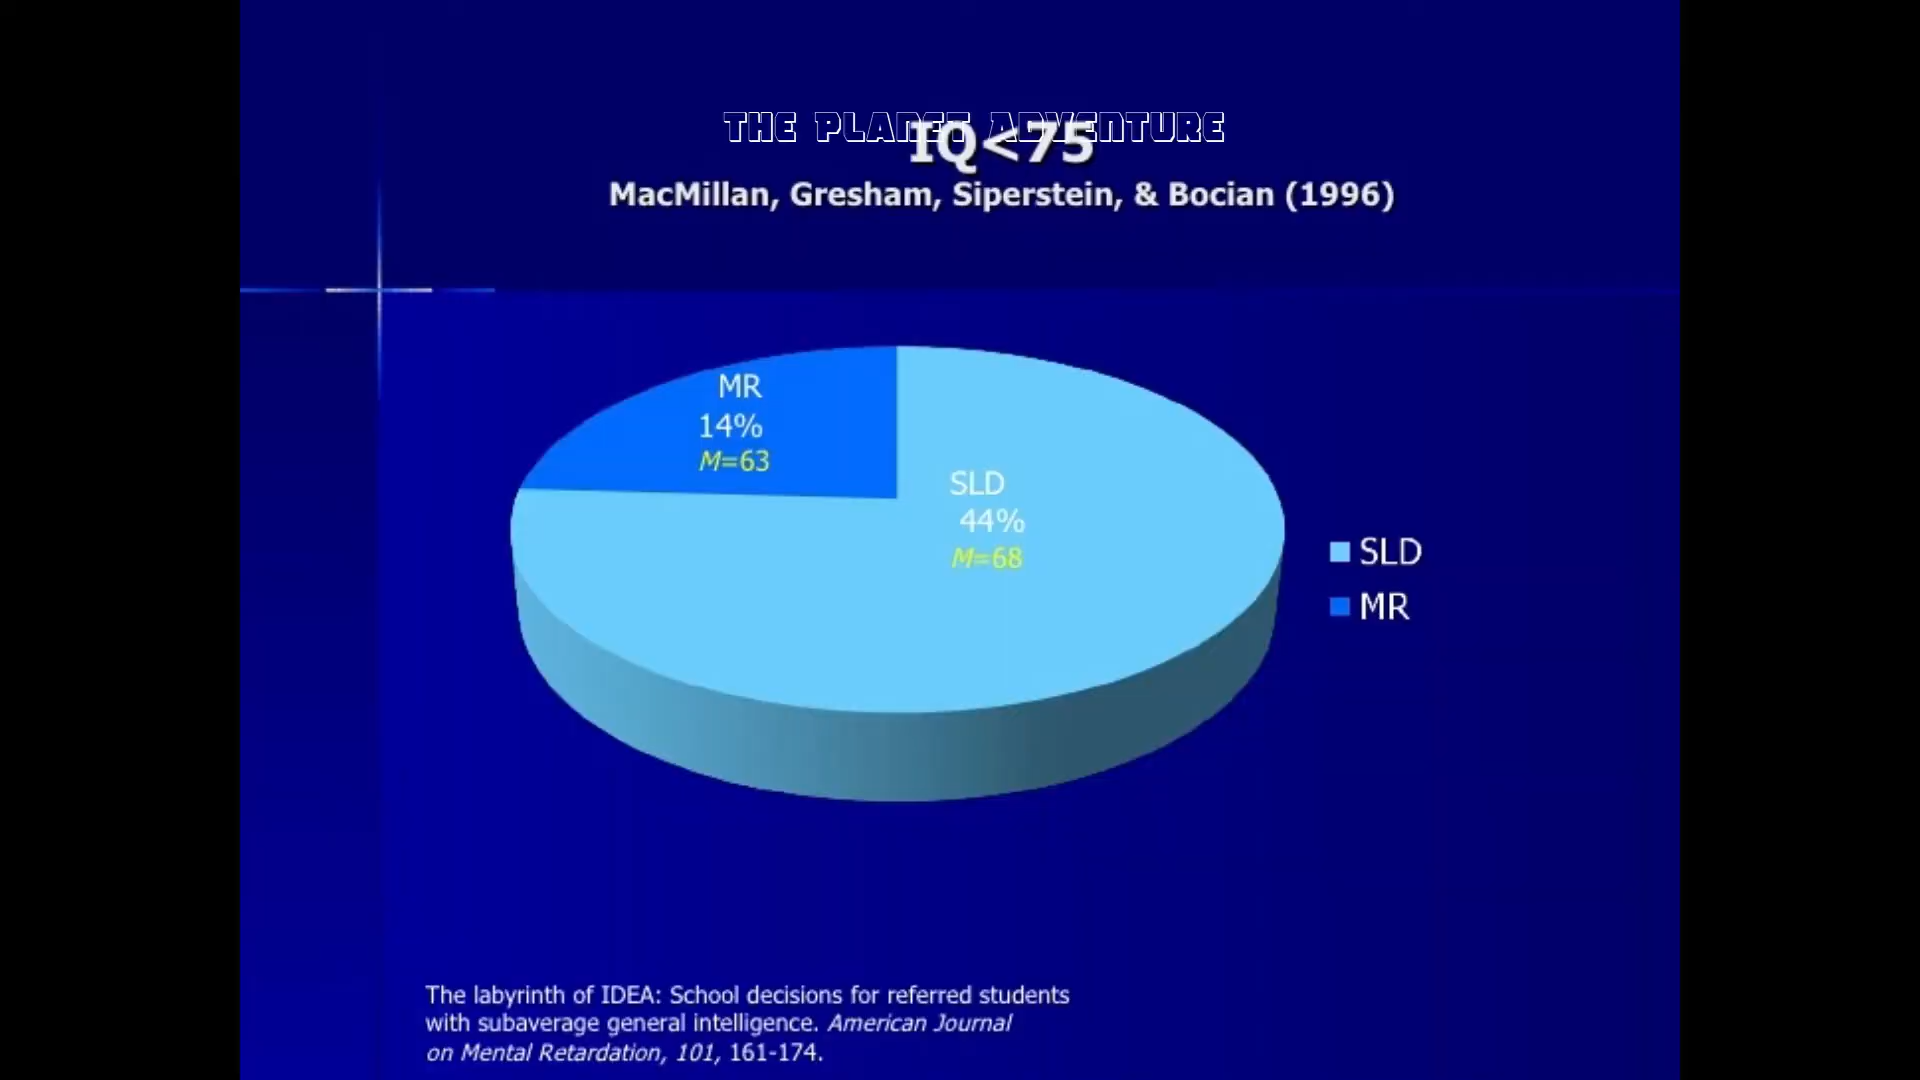 THE PLANET ADVENTURE
IQ<75
MacMillan, Gresham, Siperstein, & Bocian (1996)
MR
14%
M=63
SLD
44%
M=68
SLD
MR
The labyrinth of IDEA: School decisions for referred students
with subaverage general intelligence. American Journal
on Mental Retardation, 101, 161-174.